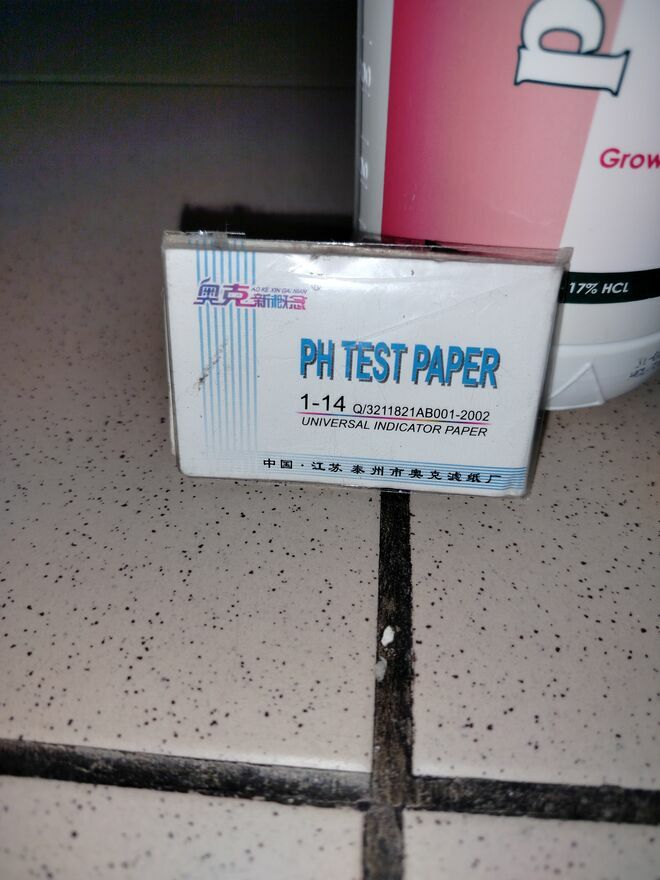 奥克
AO KE XIN GAI NIAN
新概念
PH TEST PAPER
1-14 Q/3211821AB001-2002
UNIVERSAL INDICATOR PAPER
中国·江苏 泰州市奥克滤纸厂
p
Grow
17% HCL